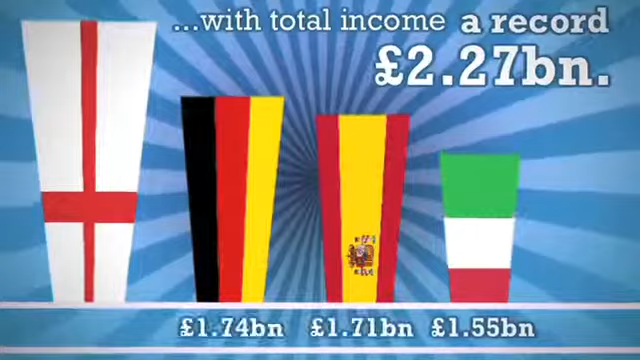 ...with total income a record
£2.27bn.
£1.74bn £1.71bn £1.55bn